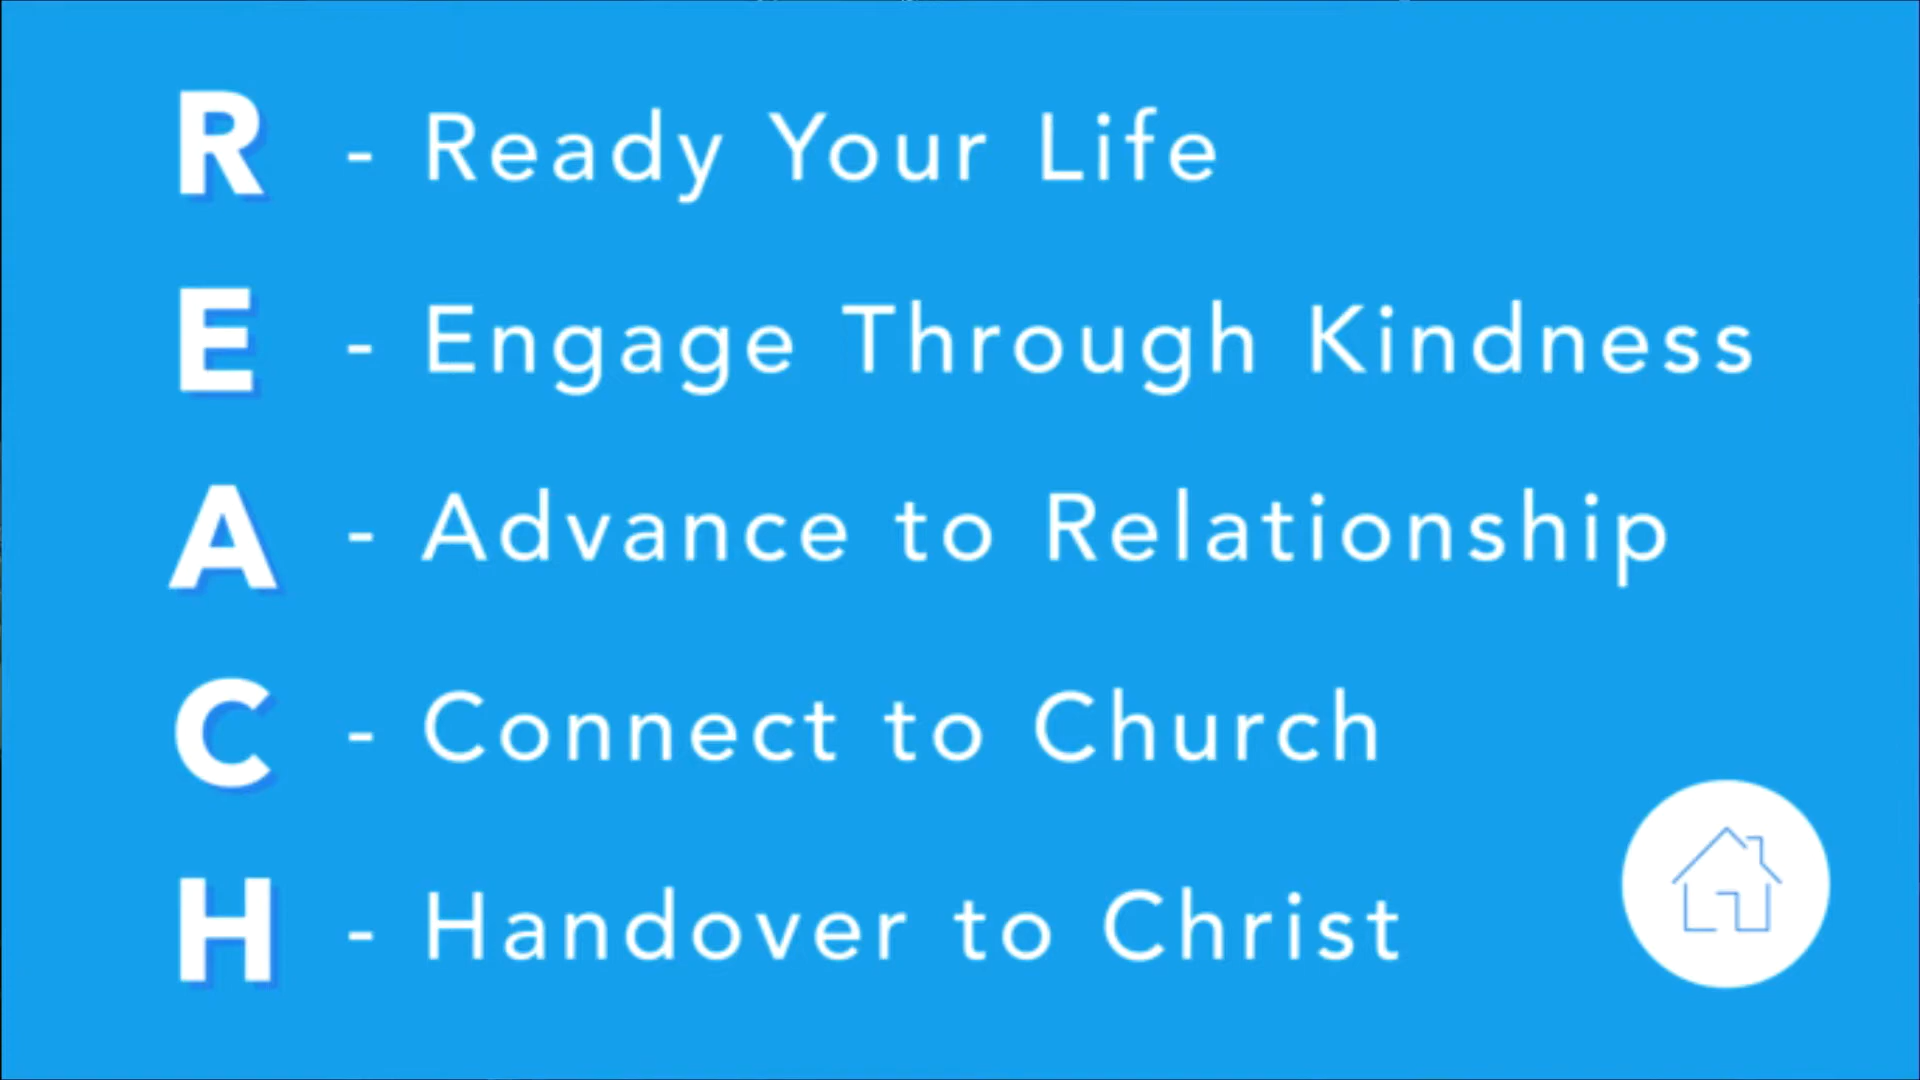 R - Ready Your Life
E - Engage Through Kindness
A - Advance to Relationship
C - Connect to Church
H - Handover to Christ